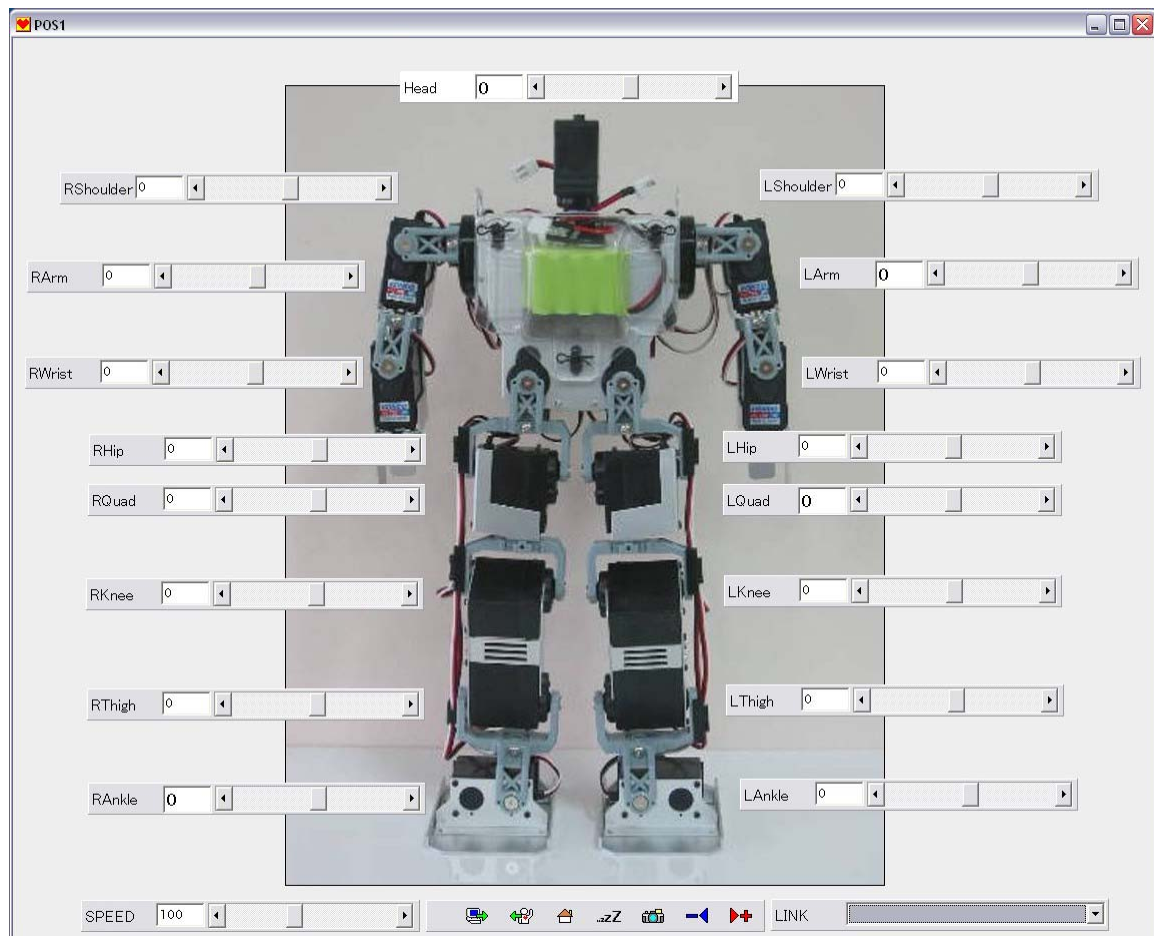 POS1
Head 0
RShoulder 0
LShoulder 0
RArm 0
LArm 0
RWrist 0
LWrist 0
RHip 0
LHip 0
RQuad 0
LQuad 0
RKnee 0
LKnee 0
RThigh 0
LThigh 0
RAnkle 0
LAnkle 0
SPEED 100
..zzZ
LINK